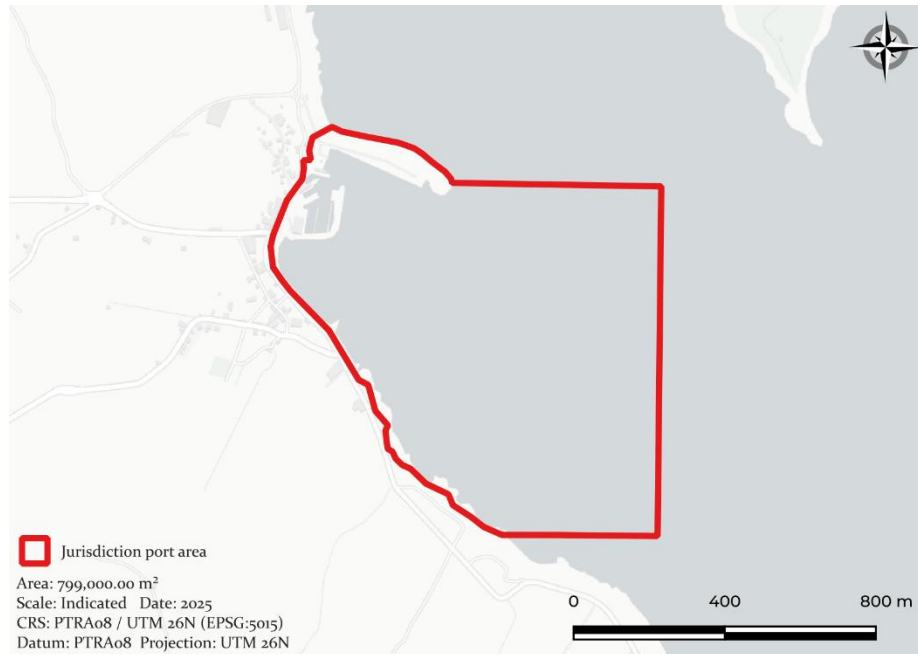 Jurisdiction port area
Area: 799,000.00 m²
Scale: Indicated Date: 2025
CRS: PTRA08 / UTM 26N (EPSG:5015)
Datum: PTRA08 Projection: UTM 26N
0 400 800 m